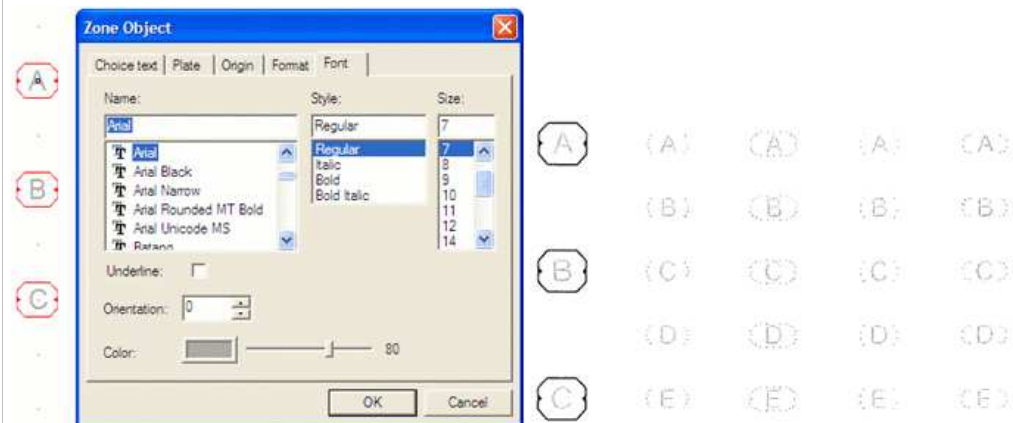 Zone Object
Choice text Plate Origin Format Font
Name: Style: Size:
Arial Regular 7
Arial Regular 7
Arial Black Italic 8
Arial Narrow Bold 9
Arial Rounded MT Bold Bold Italic 10
Arial Unicode MS 11
Batang 12
14
Underline:
Orientation: 0
Color: 80
OK Cancel
A
B
C
A A A A A
B B B B
B C C C C
D D D D
C E E E E